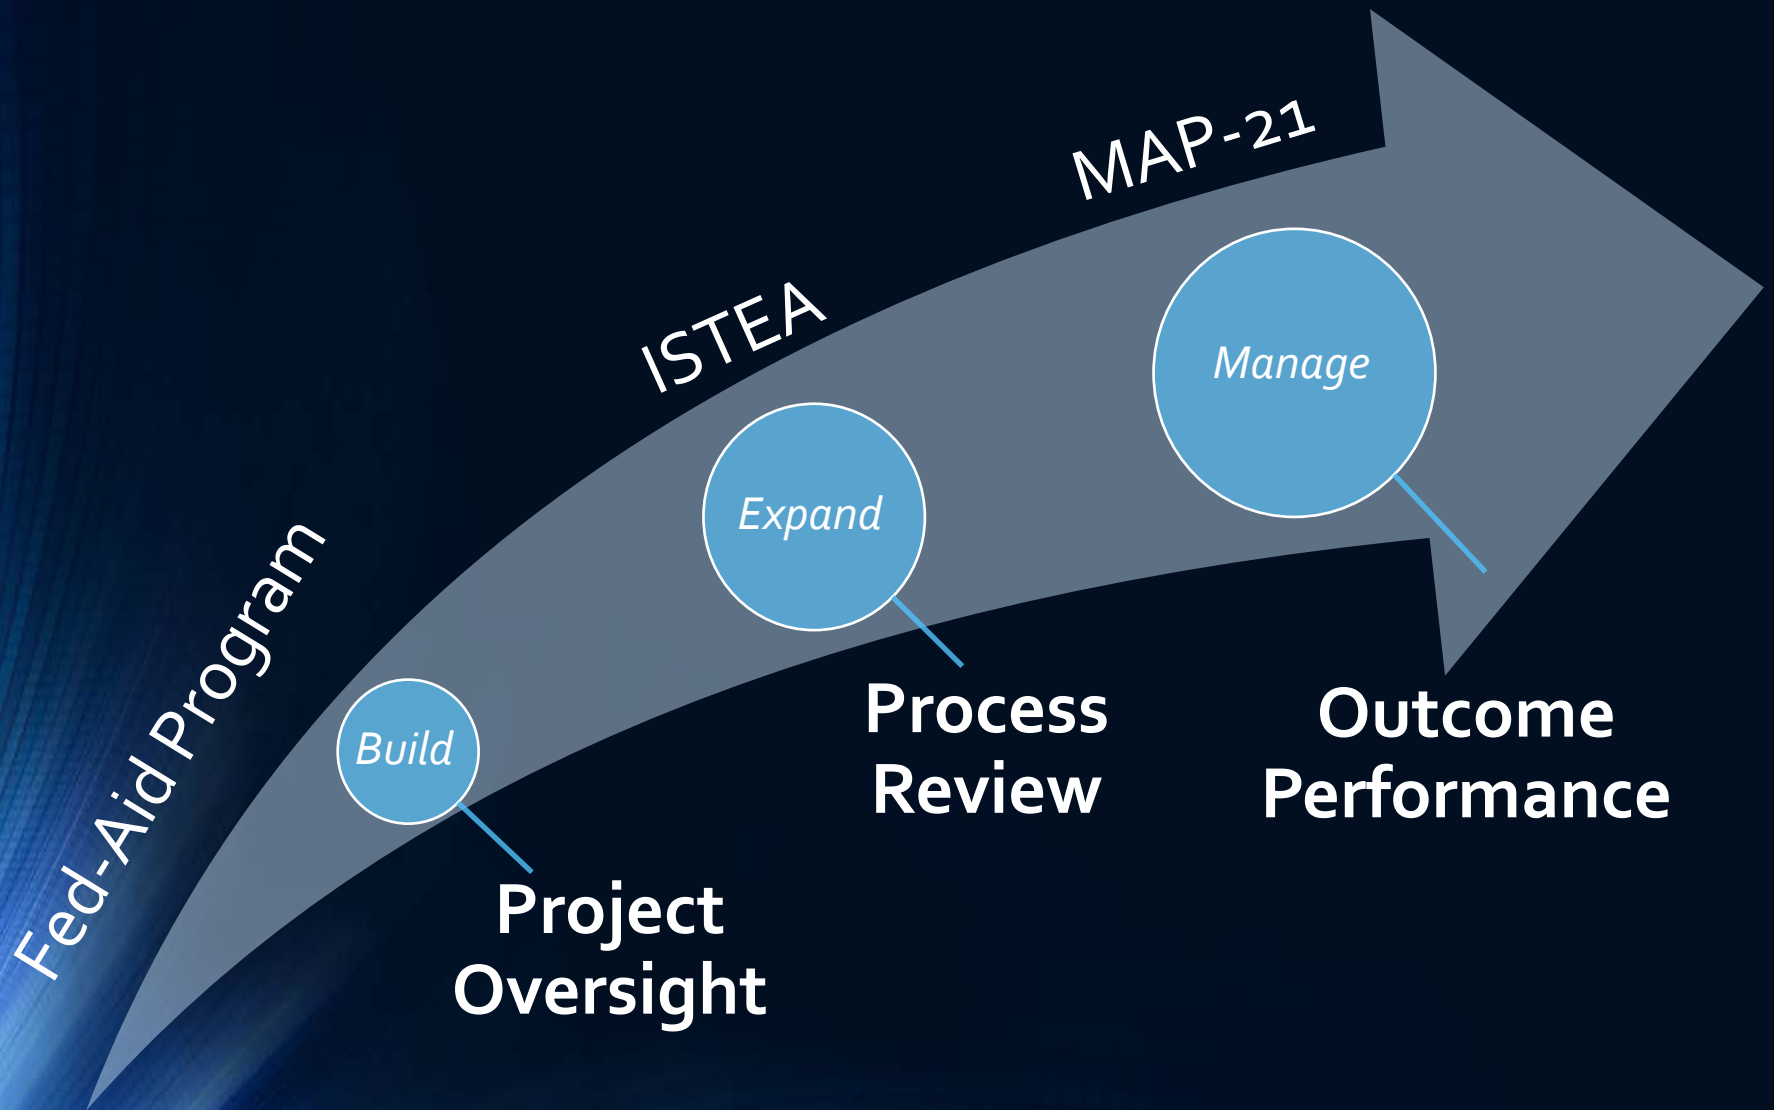 Fed-Aid Program
ISTEA
MAP-21
Build
Expand
Manage
Project
Oversight
Process
Review
Outcome
Performance